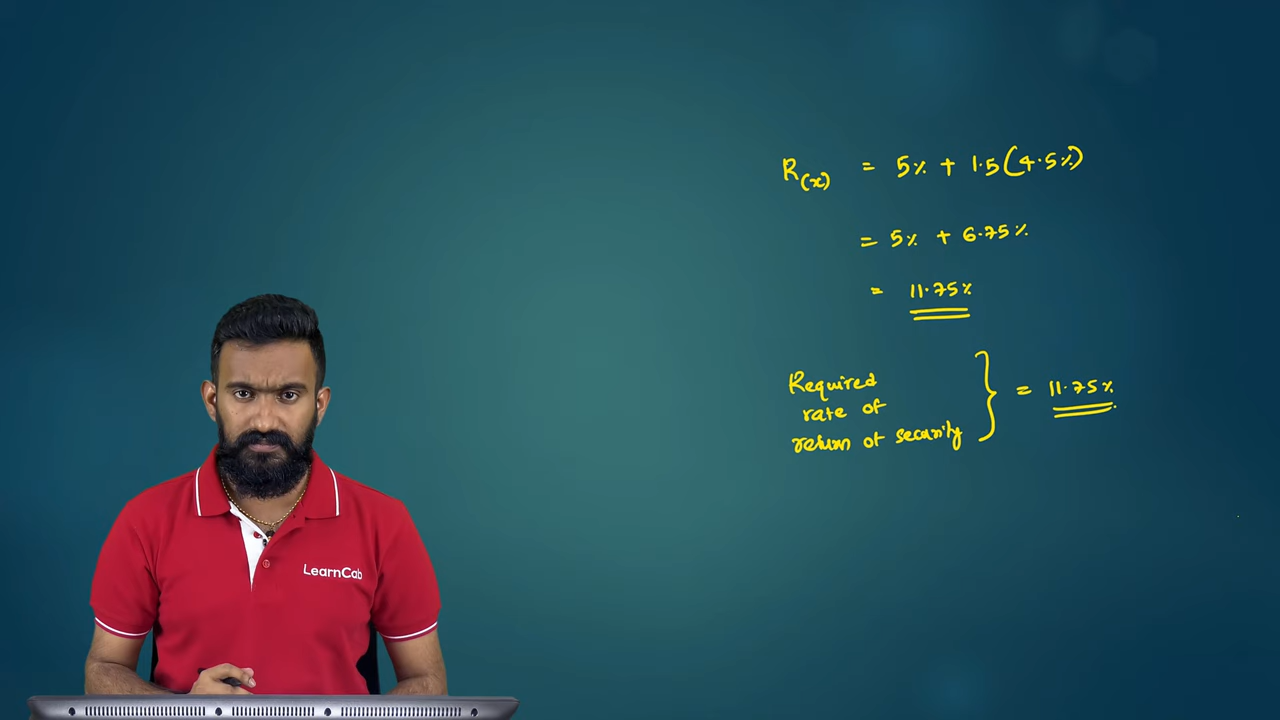 R(x) = 5% + 1.5(4.5%)
= 5% + 6.75%
= 11.75%
Required
rate of
return of security
= 11.75%
LearnCab